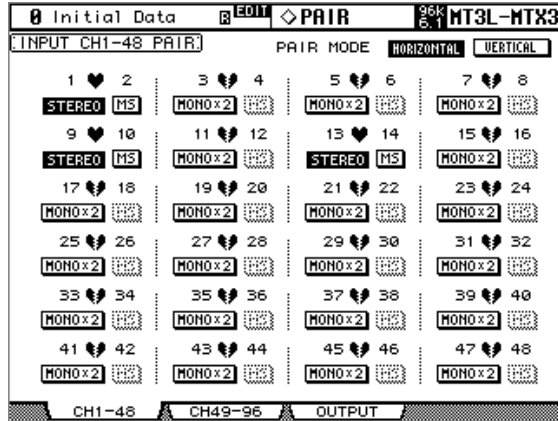 0 Initial Data R EDIT ◇PAIR 96k 5.1 MT3L-MTX3
INPUT CH1-48 PAIR PAIR MODE HORIZONTAL VERTICAL
1 2 3 4 5 6 7 8
STEREO MS MONO×2 MS MONO×2 MS MONO×2 MS
9 10 11 12 13 14 15 16
STEREO MS MONO×2 MS STEREO MS MONO×2 MS
17 18 19 20 21 22 23 24
MONO×2 MS MONO×2 MS MONO×2 MS MONO×2 MS
25 26 27 28 29 30 31 32
MONO×2 MS MONO×2 MS MONO×2 MS MONO×2 MS
33 34 35 36 37 38 39 40
MONO×2 MS MONO×2 MS MONO×2 MS MONO×2 MS
41 42 43 44 45 46 47 48
MONO×2 MS MONO×2 MS MONO×2 MS MONO×2 MS
CH1-48 CH49-96 OUTPUT